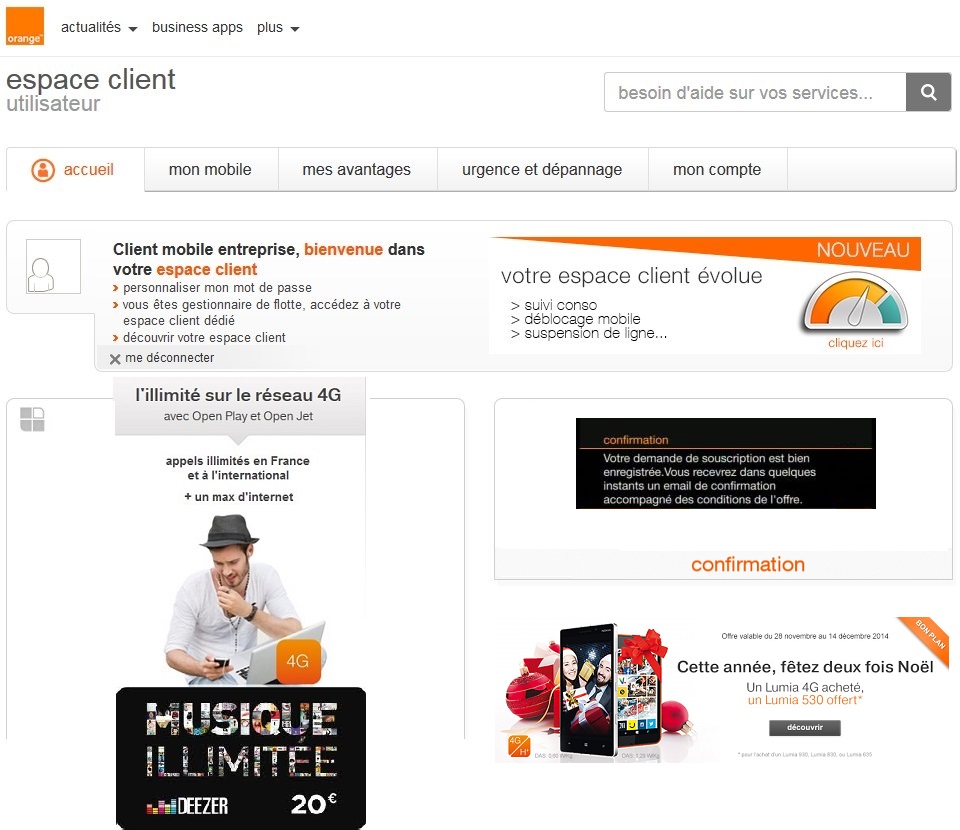 orange™
actualités
business apps
plus
espace client
utilisateur
besoin d'aide sur vos services...
accueil
mon mobile
mes avantages
urgence et dépannage
mon compte
Client mobile entreprise, bienvenue dans
votre espace client
personnaliser mon mot de passe
vous êtes gestionnaire de flotte, accédez à votre
espace client dédié
découvrir votre espace client
me déconnecter
NOUVEAU
votre espace client évolue
> suivi conso
> déblocage mobile
> suspension de ligne...
cliquez ici
l'illimité sur le réseau 4G
avec Open Play et Open Jet
appels illimités en France
et à l'international
+ un max d'internet
4G
MUSIQUE
ILLIMITÉE
DEEZER
20€
confirmation
Votre demande de souscription est bien
enregistrée.Vous recevrez dans quelques
instants un email de confirmation
accompagné des conditions de l'offre.
confirmation
BON PLAN
Offre valable du 28 novembre au 14 décembre 2014
Cette année, fêtez deux fois Noël
Un Lumia 4G acheté,
un Lumia 530 offert*
découvrir
4G
H+
* pour l'achat d'un Lumia 930, Lumia 830, ou Lumia 635